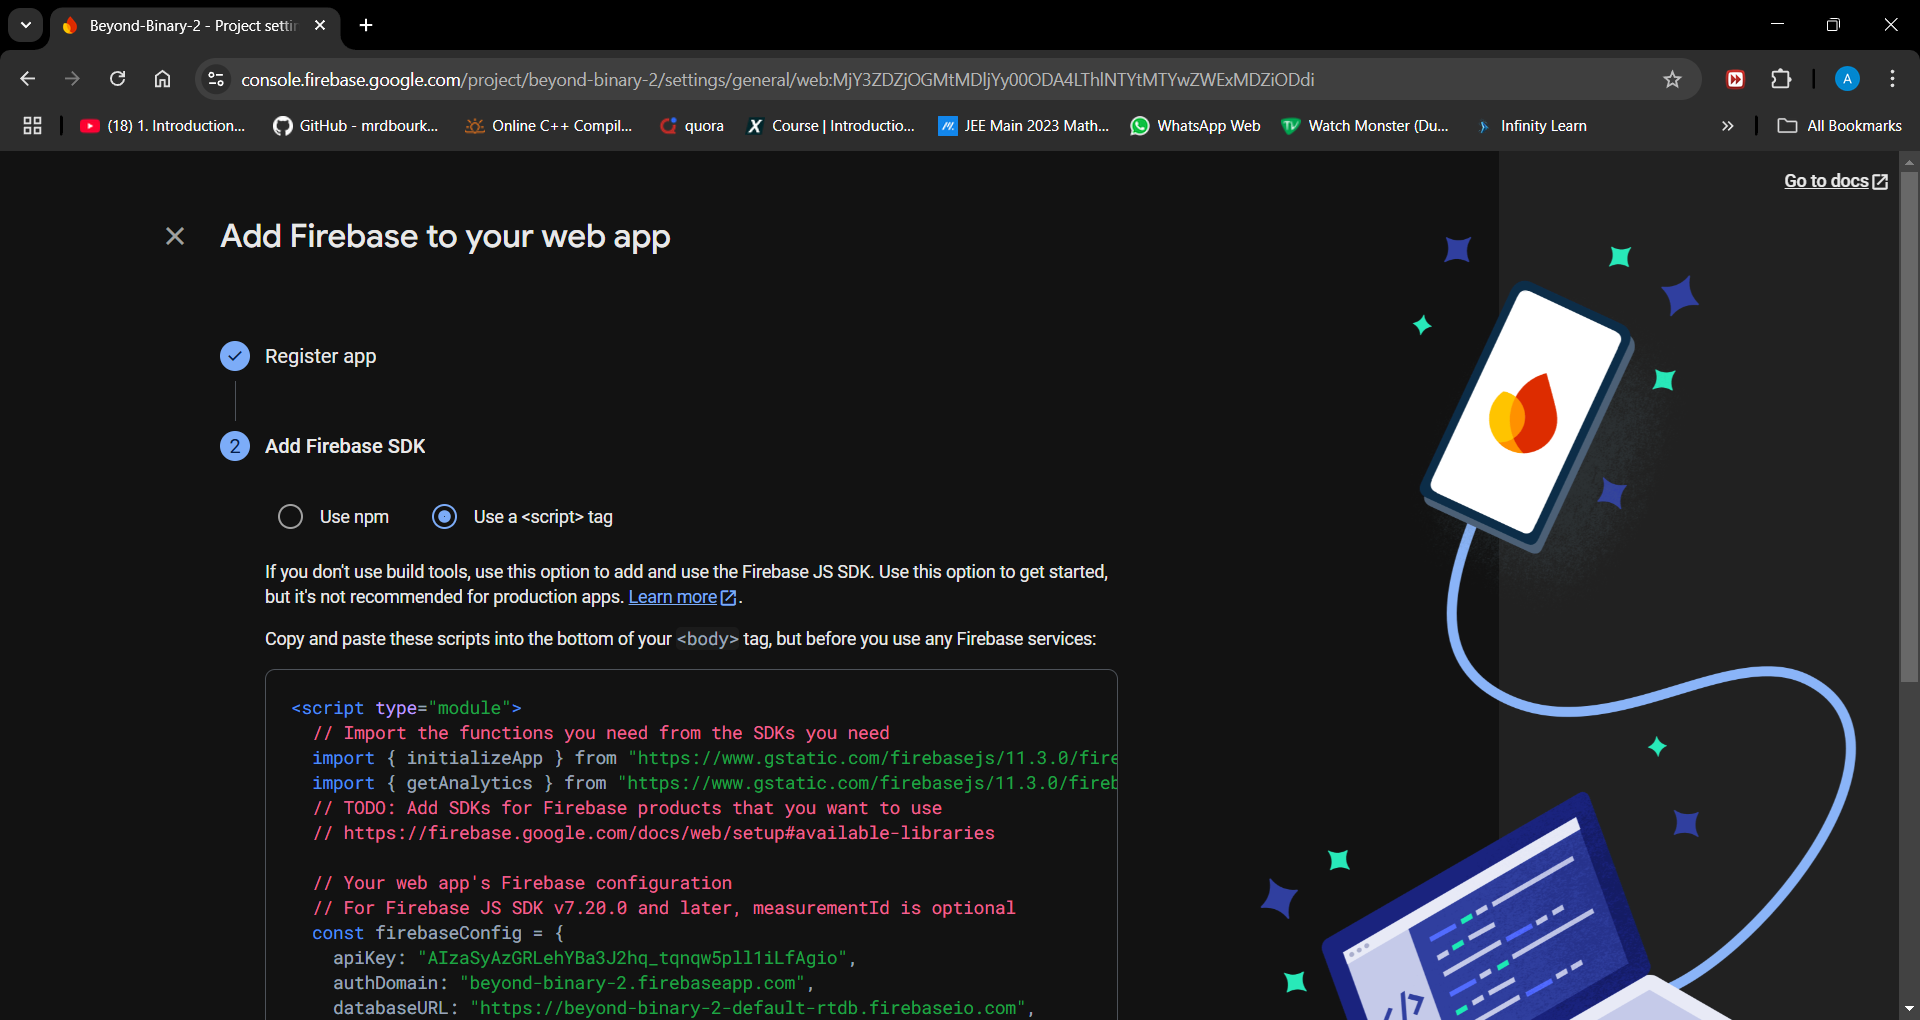 Beyond-Binary-2 - Project settin
console.firebase.google.com/project/beyond-binary-2/settings/general/web:MjY3ZDZjOGMtMDljYy00ODA4LThlNTYtMTYwZWExMDZiODdi
A
(18) 1. Introduction...
GitHub - mrdbourk...
Online C++ Compil...
quora
Course | Introductio...
JEE Main 2023 Math...
WhatsApp Web
Watch Monster (Du...
Infinity Learn
All Bookmarks
Go to docs
Add Firebase to your web app
Register app
2 Add Firebase SDK
Use npm Use a <script> tag
If you don't use build tools, use this option to add and use the Firebase JS SDK. Use this option to get started,
but it's not recommended for production apps. Learn more.
Copy and paste these scripts into the bottom of your <body> tag, but before you use any Firebase services:
<script type="module">
// Import the functions you need from the SDKs you need
import { initializeApp } from "https://www.gstatic.com/firebasejs/11.3.0/fire
import { getAnalytics } from "https://www.gstatic.com/firebasejs/11.3.0/fireb
// TODO: Add SDKs for Firebase products that you want to use
// https://firebase.google.com/docs/web/setup#available-libraries
// Your web app's Firebase configuration
// For Firebase JS SDK v7.20.0 and later, measurementId is optional
const firebaseConfig = {
apiKey: "AIzaSyAzGRLehYBa3J2hq_tqnqw5pll1iLfAgio",
authDomain: "beyond-binary-2.firebaseapp.com",
databaseURL: "https://beyond-binary-2-default-rtdb.firebaseio.com",